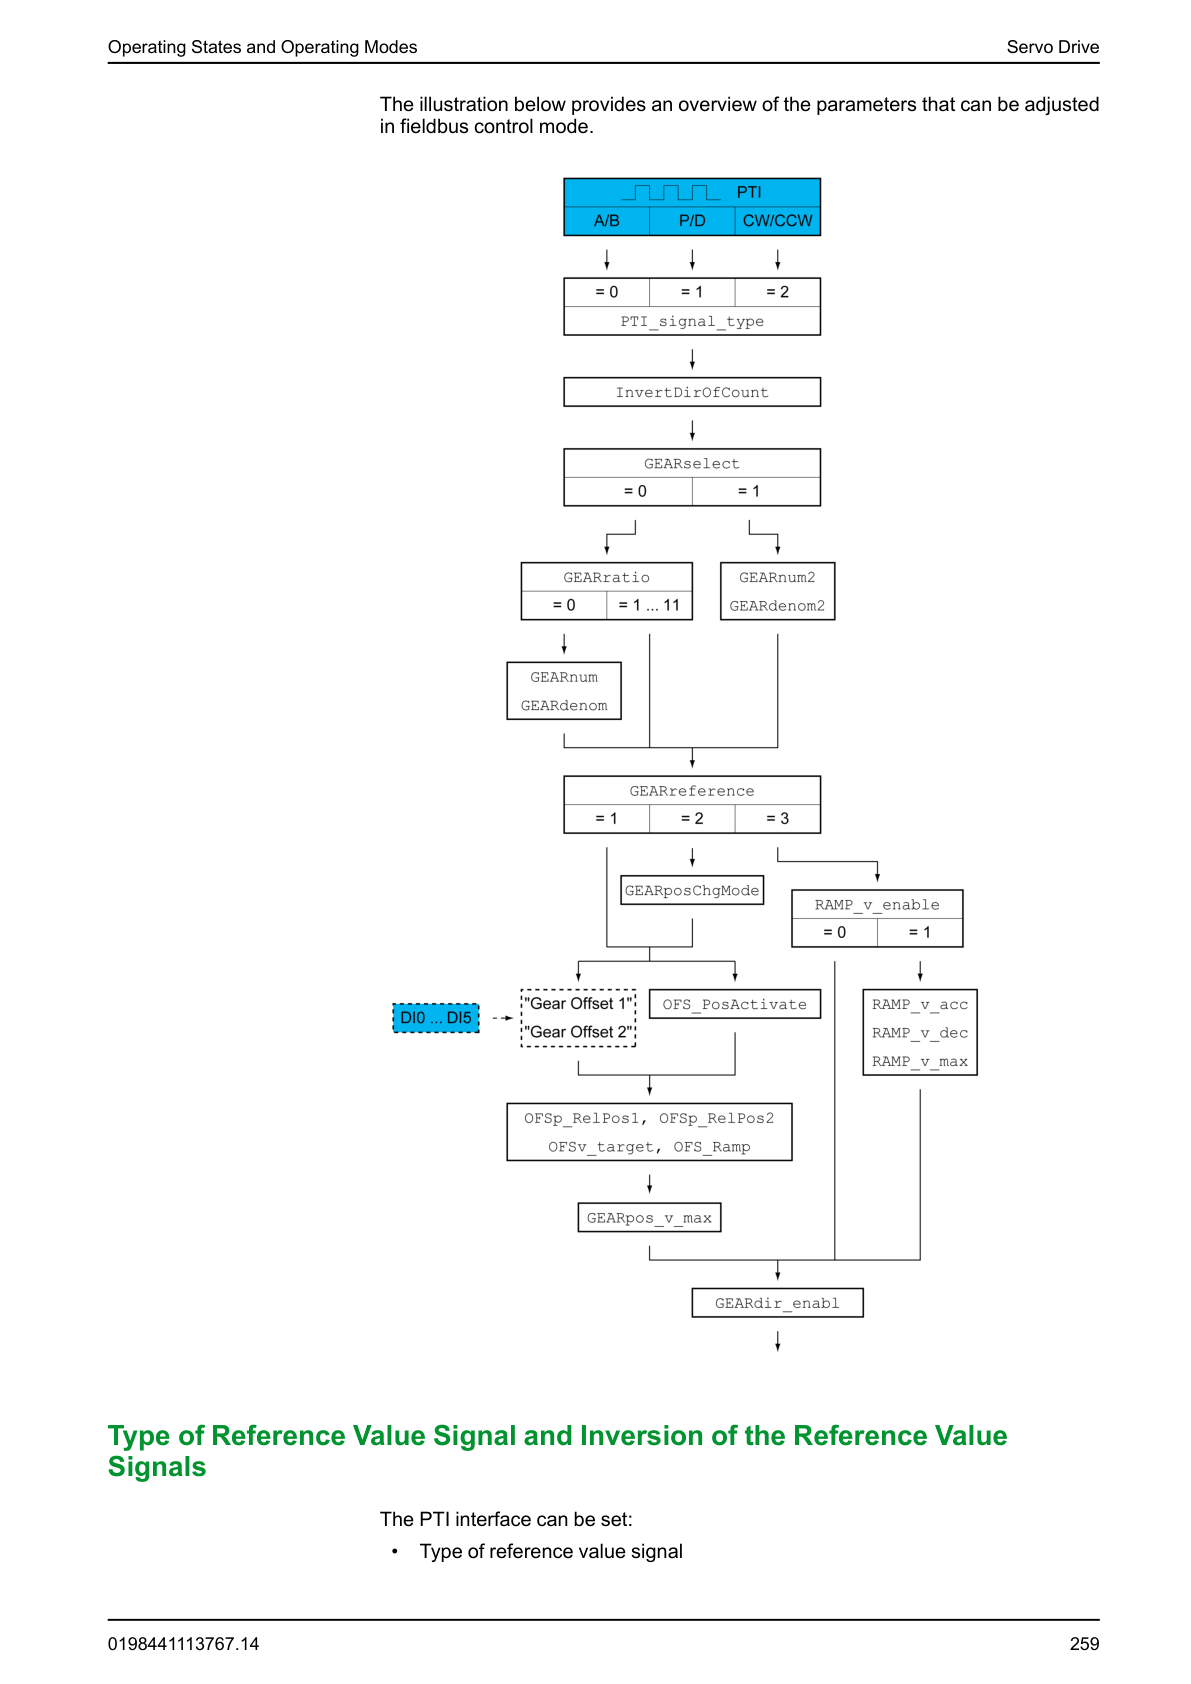 Operating States and Operating Modes Servo Drive
The illustration below provides an overview of the parameters that can be adjusted
in fieldbus control mode.
PTI
A/B P/D CW/CCW
= 0 = 1 = 2
PTI_signal_type
InvertDirOfCount
GEARselect
= 0 = 1
GEARratio
= 0 = 1 ... 11
GEARnum2
GEARdenom2
GEARnum
GEARdenom
GEARreference
= 1 = 2 = 3
GEARposChgMode
RAMP_v_enable
= 0 = 1
DI0 ... DI5
"Gear Offset 1"
"Gear Offset 2"
OFS_PosActivate
RAMP_v_acc
RAMP_v_dec
RAMP_v_max
OFSp_RelPos1, OFSp_RelPos2
OFSv_target, OFS_Ramp
GEARpos_v_max
GEARdir_enabl
Type of Reference Value Signal and Inversion of the Reference Value
Signals
The PTI interface can be set:
• Type of reference value signal
0198441113767.14 259